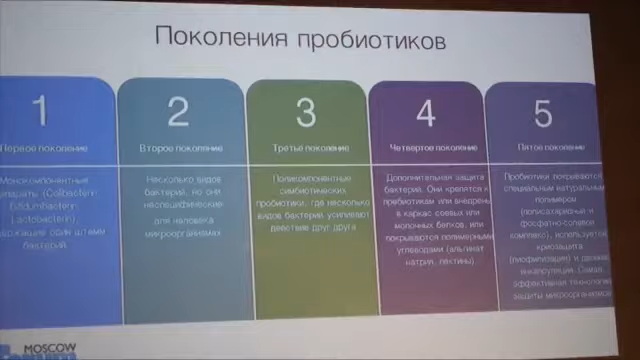 Поколения пробиотиков
1
Первое поколение
Монокомпонентные
препараты (Colibacterin,
Bifidumbacterin,
Lactobacterin),
содержащие один штамм
бактерий.
2
Второе поколение
Несколько видов
бактерий, но они
неспецифические
для человека
микроорганизмы
3
Третье поколение
Поликомпонентные
симбиотические
пробиотики, где несколько
видов бактерий усиливают
действие друг друга
4
Четвертое поколение
Дополнительная защита
бактерий. Они крепятся к
пребиотикам или внедрены
в каркас соевых или
молочных белков, или
покрываются полимерными
углеводами (альгинат
натрия, пектины).
5
Пятое поколение
Пробиотики покрываются
специальным натуральным
полимером
(полисахаридный и
фосфатно-солевой
комплекс), используется
криозащита
(лиофилизация) и двойная
инкапсуляция. Самая
эффективная технология
защиты микроорганизмов
MOSCOW